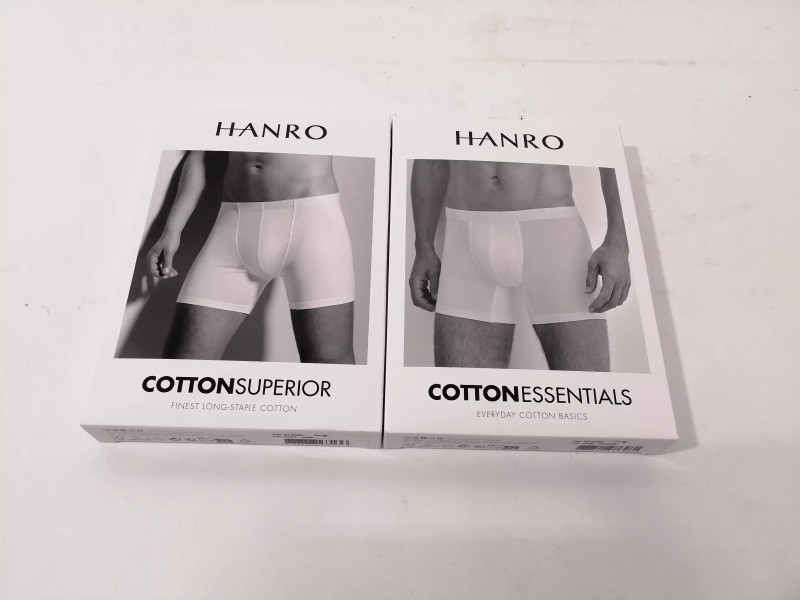 HANRO
COTTONSUPERIOR
FINEST LONG-STAPLE COTTON
HANRO
COTTONESSENTIALS
EVERYDAY COTTON BASICS